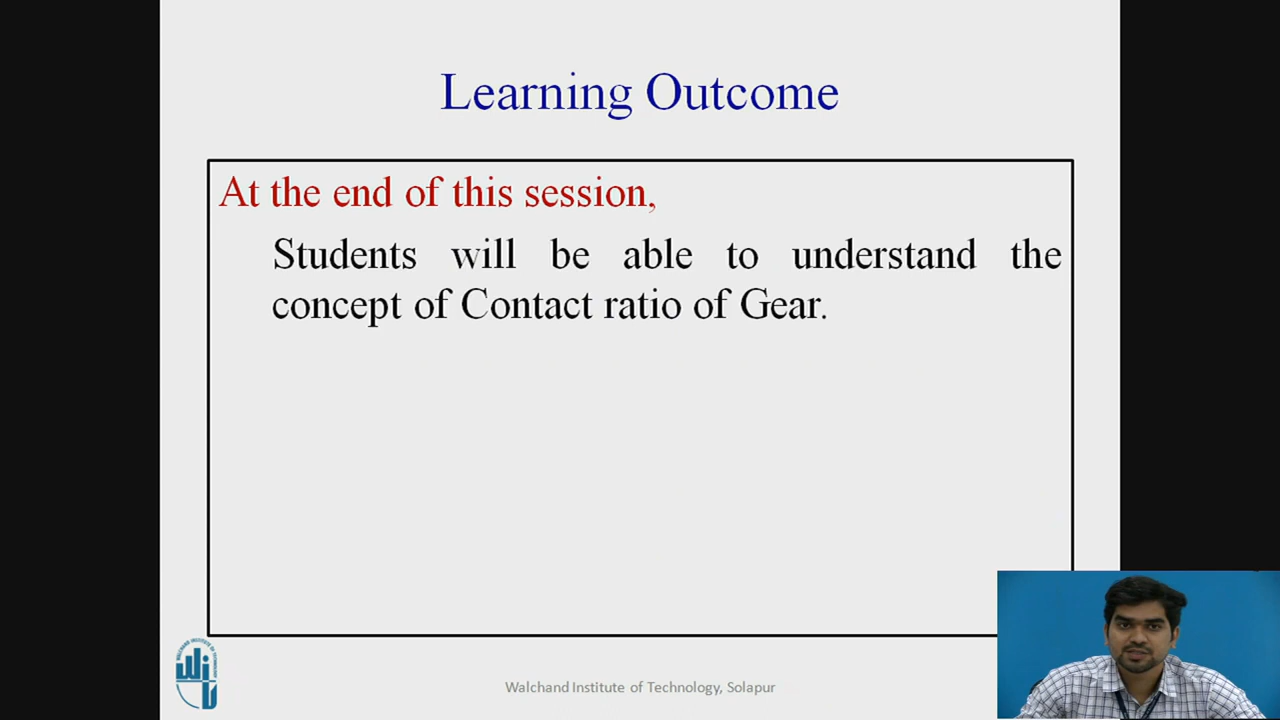 Learning Outcome
At the end of this session,
Students will be able to understand the
concept of Contact ratio of Gear.
Walchand Institute of Technology, Solapur